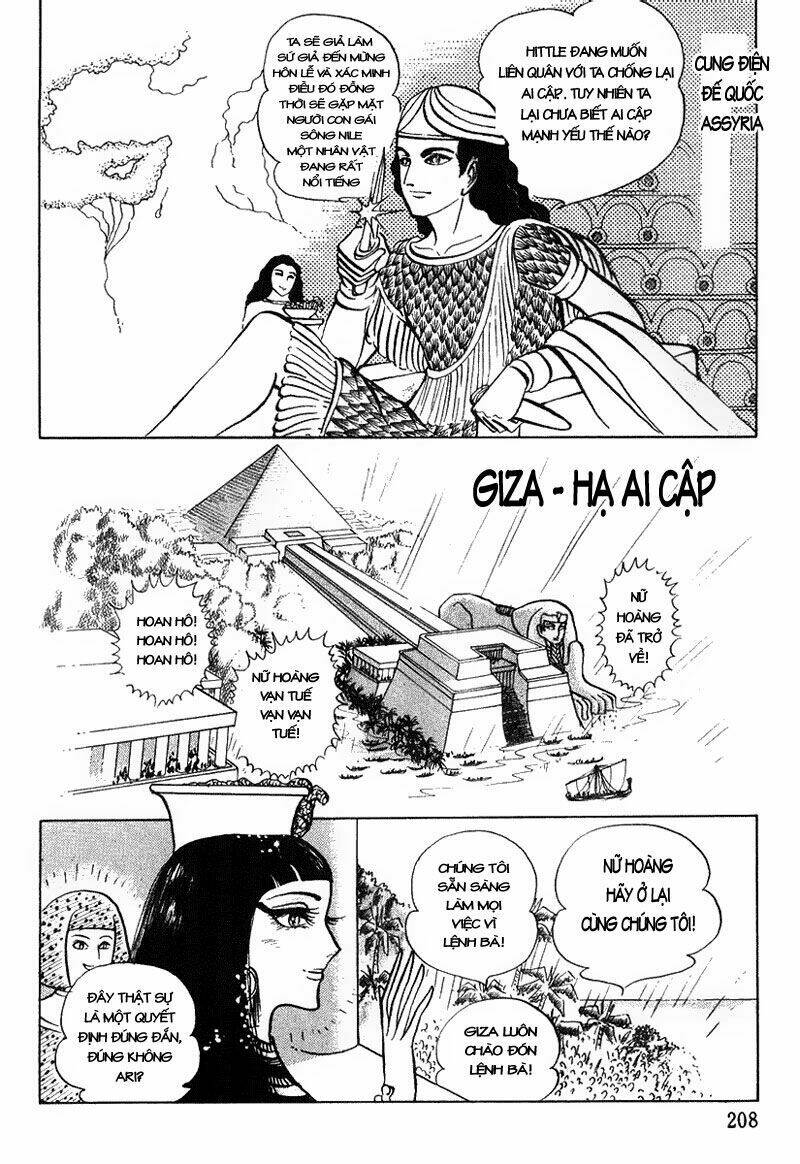 CUNG ĐIÊN
ĐẾ QUỐC
ASSYRIA
HITTLE ĐANG MUỐN
LIÊN QUÂN VỚI TA CHỐNG LẠI
AI CẬP. TUY NHIÊN TA
LẠI CHƯA BIẾT AI CẬP
MẠNH YẾU THẾ NÀO?
TA SẼ GIẢ LÀM
SỨ GIẢ ĐẾN MỪNG
HÔN LỄ VÀ XÁC MINH
ĐIỀU ĐÓ ĐỒNG
THỜI SẼ GẶP MẶT
NGƯỜI CON GÁI
SÔNG NILE
MỘT NHÂN VẬT
ĐANG RẤT
NỔI TIẾNG
GIZA - HẠ AI CẬP
NỮ
HOÀNG
ĐÃ TRỞ
VỀ!
HOAN HÔ!
HOAN HÔ!
HOAN HÔ!
NỮ HOÀNG
VẠN TUẾ
VẠN VẠN
TUẾ!
NỮ HOÀNG
HÃY Ở LẠI
CÙNG CHÚNG TÔI!
CHÚNG TÔI
SẴN SÀNG
LÀM MỌI
VIỆC VÌ
LỆNH BÀ!
GIZA LUÔN
CHÀO ĐÓN
LỆNH BÀ!
ĐÂY THẬT SỰ
LÀ MỘT QUYẾT
ĐỊNH ĐÚNG ĐẮN,
ĐÚNG KHÔNG
ARI?
208